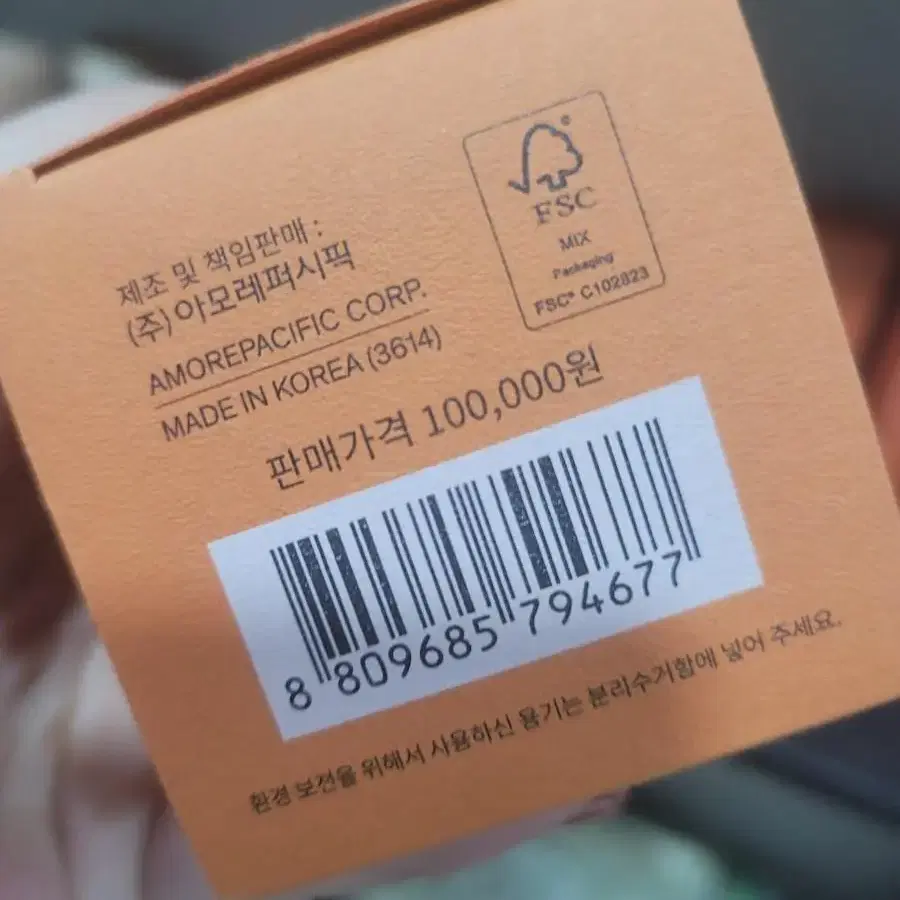 제조 및 책임판매 :
(주)아모레퍼시픽
AMOREPACIFIC CORP.
MADE IN KOREA (3614)
FSC
MIX
Packaging
FSC® C102823
판매가격 100,000원
8 809685 794677
환경 보전을 위해서 사용하신 용기는 분리수거함에 넣어 주세요.